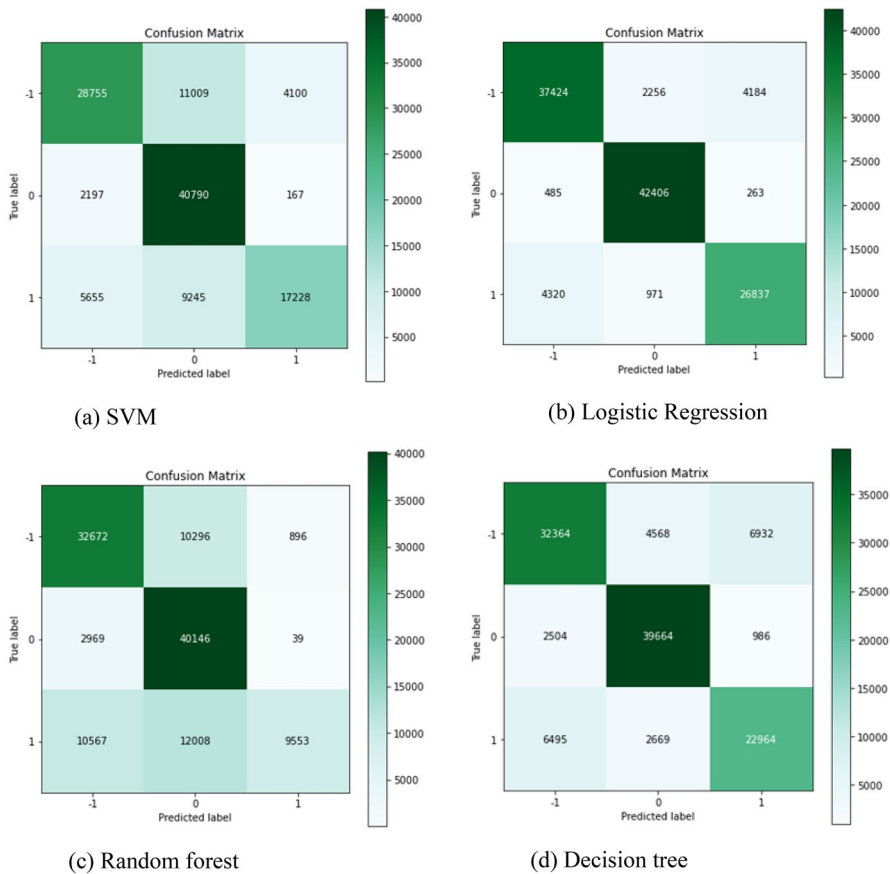 Confusion Matrix
-1 28755 11009 4100
0 2197 40790 167
1 5655 9245 17228
-1 0 1
True label
Predicted label
40000
35000
30000
25000
20000
15000
10000
5000
(a) SVM
Confusion Matrix
-1 37424 2256 4184
0 485 42406 263
1 4320 971 26837
-1 0 1
True label
Predicted label
40000
35000
30000
25000
20000
15000
10000
5000
(b) Logistic Regression
Confusion Matrix
-1 32672 10296 896
0 2969 40146 39
1 10567 12008 9553
-1 0 1
True label
Predicted label
40000
35000
30000
25000
20000
15000
10000
5000
(c) Random forest
Confusion Matrix
-1 32364 4568 6932
0 2504 39664 986
1 6495 2669 22964
-1 0 1
True label
Predicted label
35000
30000
25000
20000
15000
10000
5000
(d) Decision tree